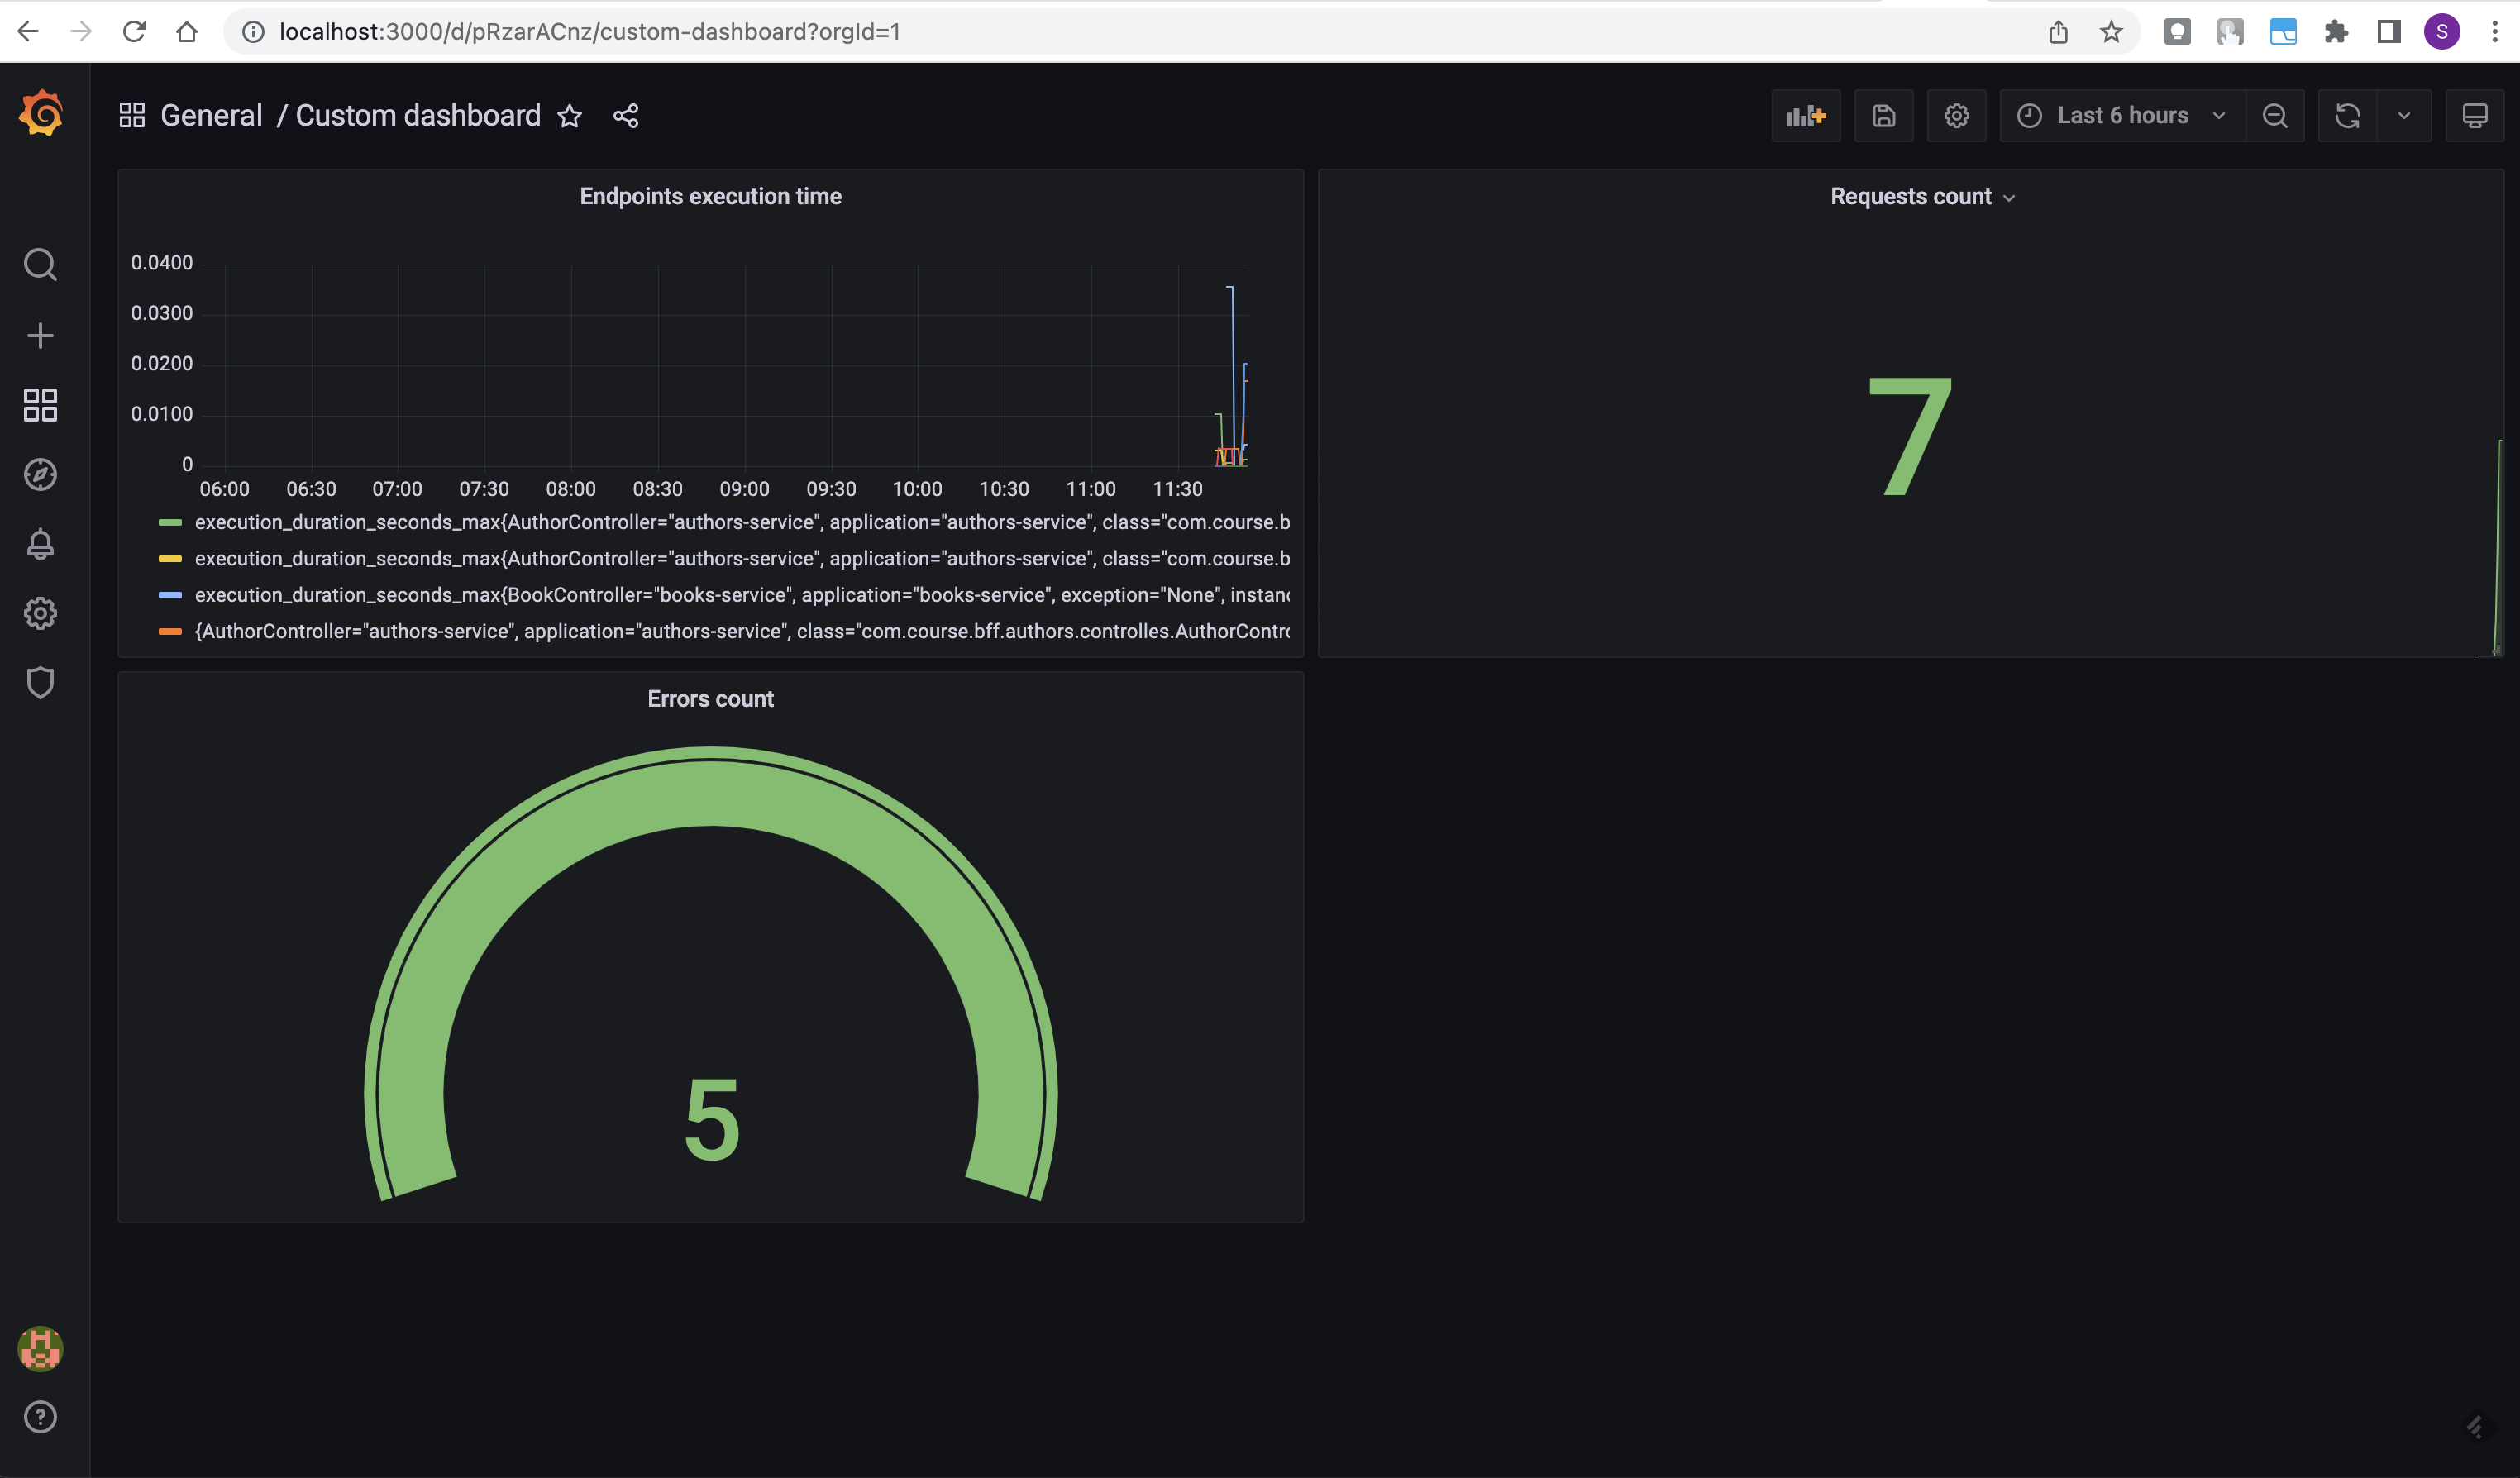 localhost:3000/d/pRzarACnz/custom-dashboard?orgId=1
S
General / Custom dashboard
Last 6 hours
Endpoints execution time
0.0400
0.0300
0.0200
0.0100
0
06:00 06:30 07:00 07:30 08:00 08:30 09:00 09:30 10:00 10:30 11:00 11:30
execution_duration_seconds_max{AuthorController="authors-service", application="authors-service", class="com.course.b
execution_duration_seconds_max{AuthorController="authors-service", application="authors-service", class="com.course.b
execution_duration_seconds_max{BookController="books-service", application="books-service", exception="None", instanc
{AuthorController="authors-service", application="authors-service", class="com.course.bff.authors.controlles.AuthorContro
Requests count
7
Errors count
5